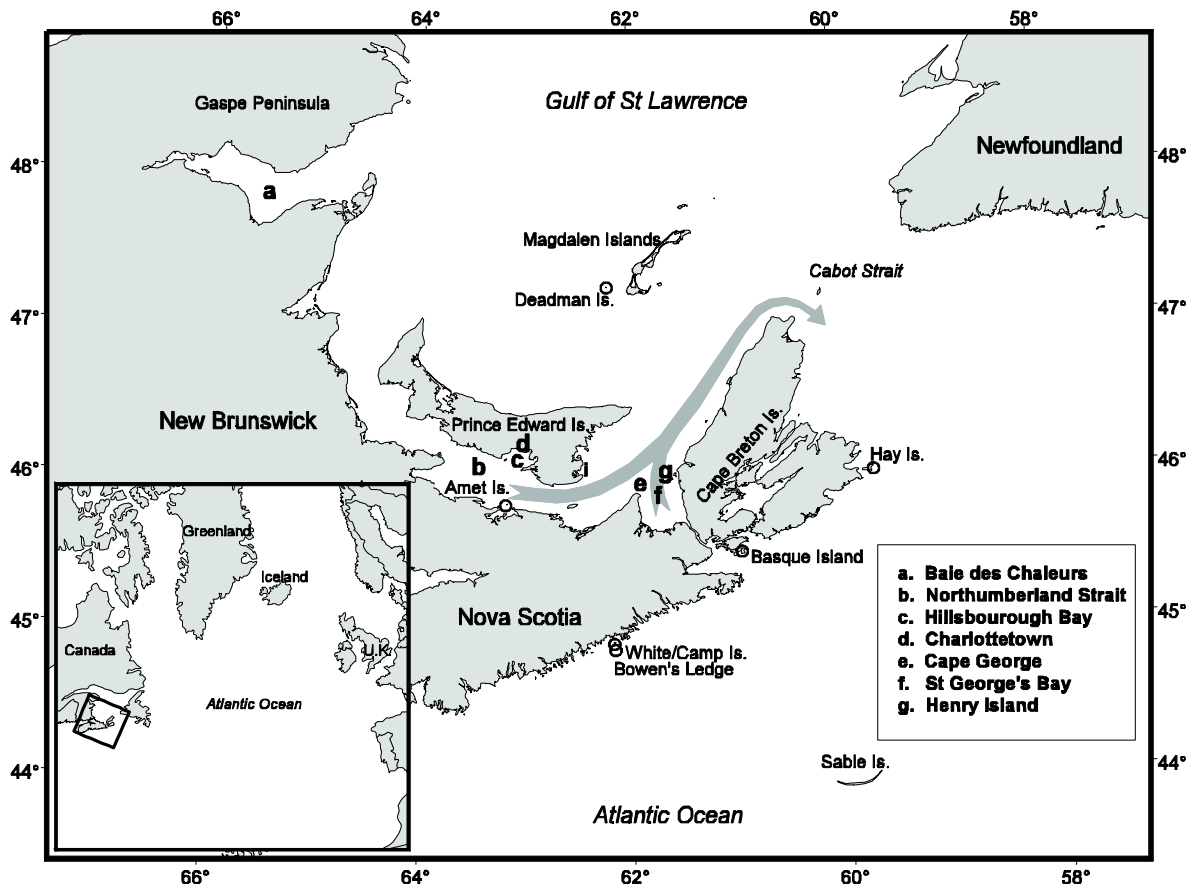 66° 64° 62° 60° 58°
Gaspe Peninsula
Gulf of St Lawrence
Newfoundland
48° 48°
a
Magdalen Islands
Cabot Strait
Deadman Is.
47° 47°
New Brunswick
Prince Edward Is.
d
c
b
46° 46°
Amet Is.
e
g
f
Cape Breton Is.
Hay Is.
Basque Island
Greenland
Iceland
Canada
U.K.
Atlantic Ocean
45° 45°
Nova Scotia
White/Camp Is.
Bowen's Ledge
a. Baie des Chaleurs
b. Northumberland Strait
c. Hillsbourough Bay
d. Charlottetown
e. Cape George
f. St George's Bay
g. Henry Island
44° 44°
Sable Is.
Atlantic Ocean
66° 64° 62° 60° 58°